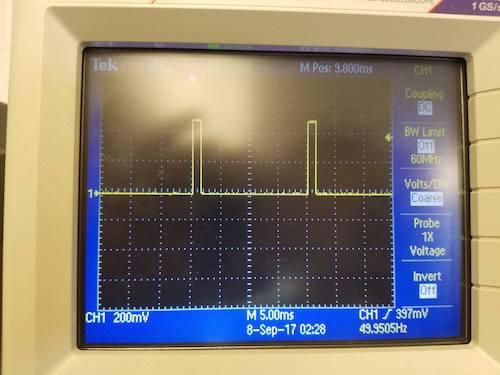 1 GS/s
Tek M Pos: 9.800ms CH1
Coupling
DC
BW Limit
Off
60MHz
Volts/Div
Coarse
Probe
1X
Voltage
Invert
Off
1
CH1 200mV M 5.00ms CH1 397mV
8-Sep-17 02:28 49.9505Hz